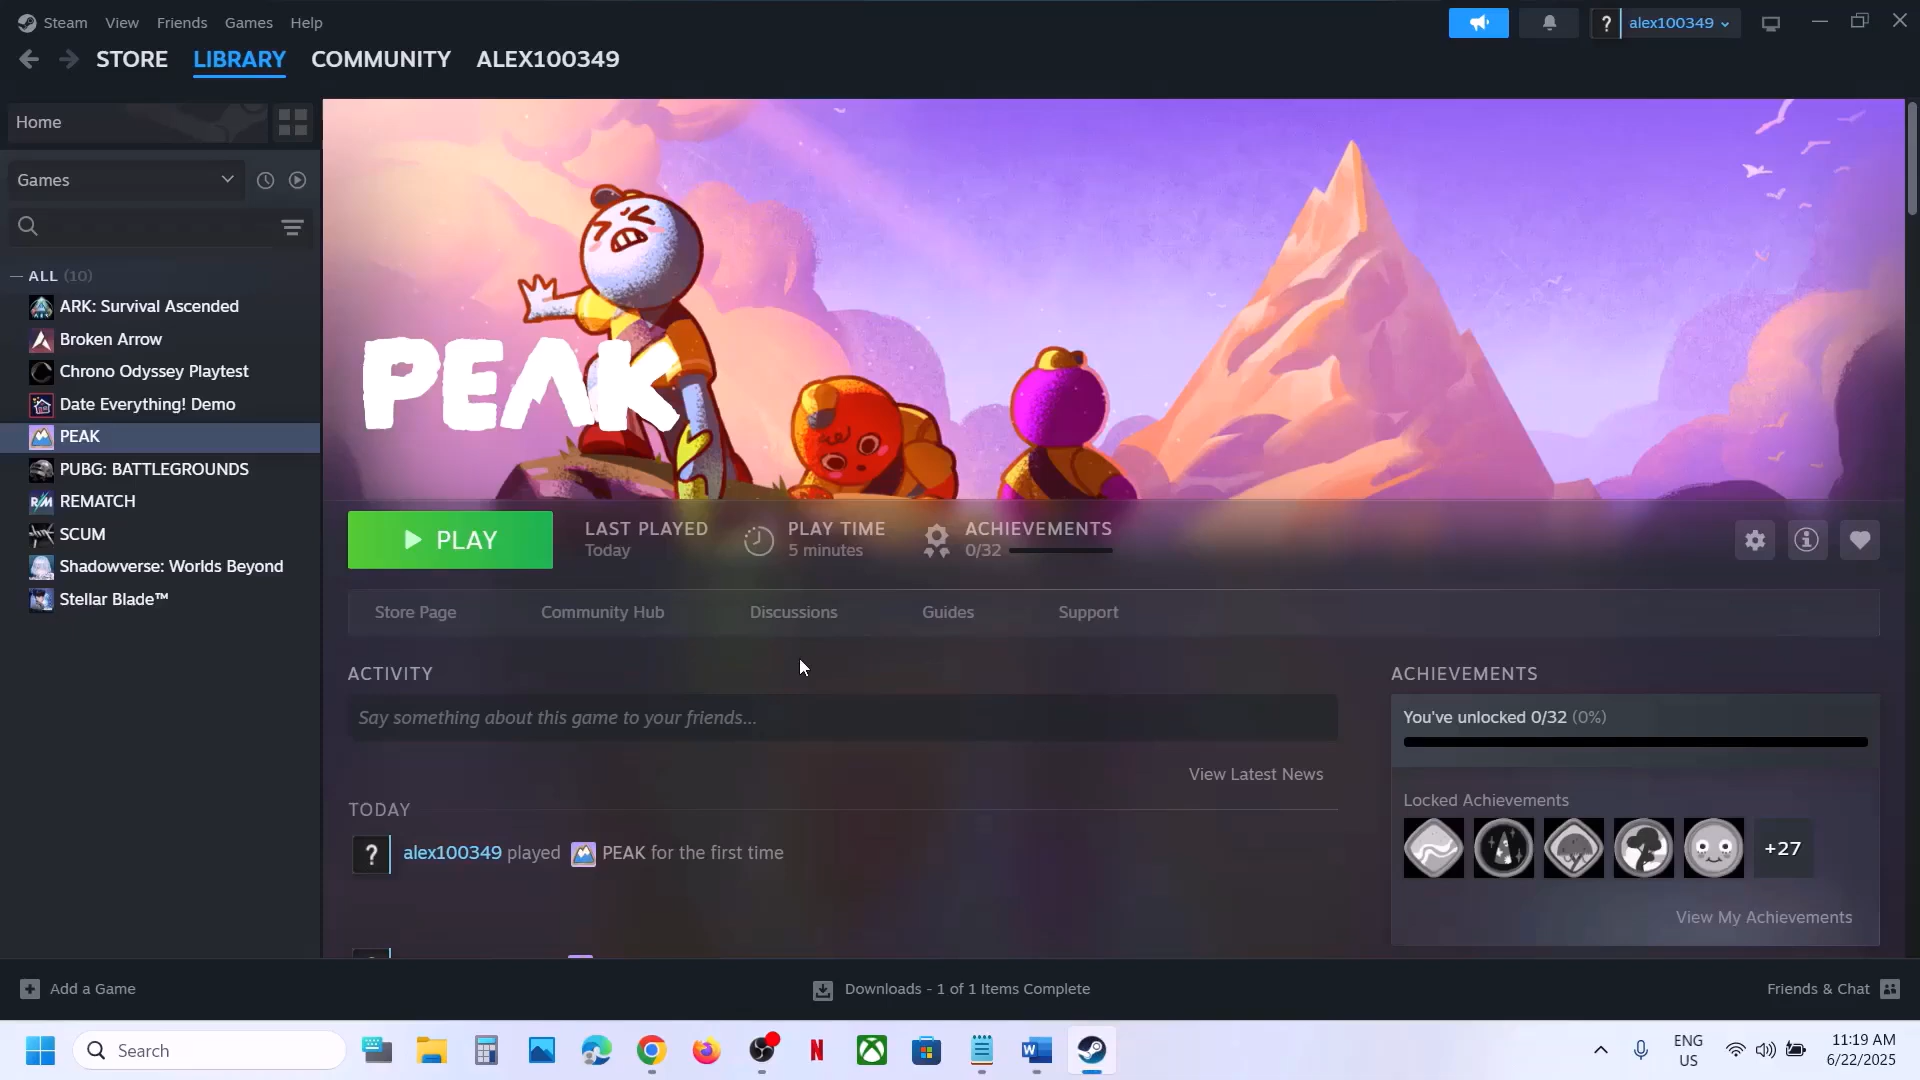 Steam View Friends Games Help
alex100349
STORE LIBRARY COMMUNITY ALEX100349
Home
Games
ALL (10)
ARK: Survival Ascended
Broken Arrow
Chrono Odyssey Playtest
Date Everything! Demo
PEAK
PUBG: BATTLEGROUNDS
REMATCH
SCUM
Shadowverse: Worlds Beyond
Stellar Blade™
PEAK
PLAY
LAST PLAYED
Today
PLAY TIME
5 minutes
ACHIEVEMENTS
0/32
Store Page Community Hub Discussions Guides Support
ACTIVITY
Say something about this game to your friends...
View Latest News
TODAY
alex100349 played PEAK for the first time
ACHIEVEMENTS
You've unlocked 0/32 (0%)
Locked Achievements
+27
View My Achievements
Add a Game
Downloads - 1 of 1 Items Complete
Friends & Chat
Search
ENG
US
11:19 AM
6/22/2025